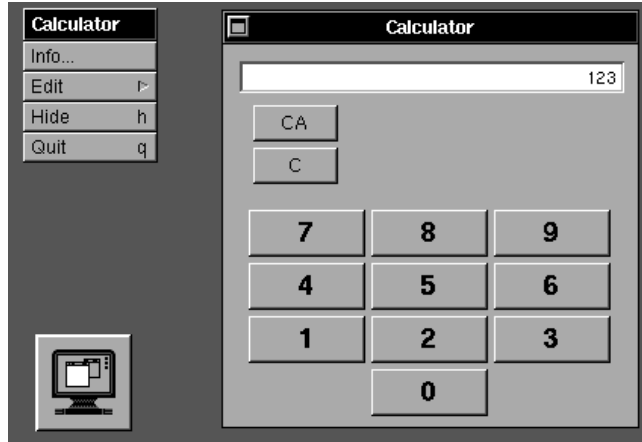 Calculator
Info...
Edit
Hide h
Quit q
Calculator
123
CA
C
7 8 9
4 5 6
1 2 3
0